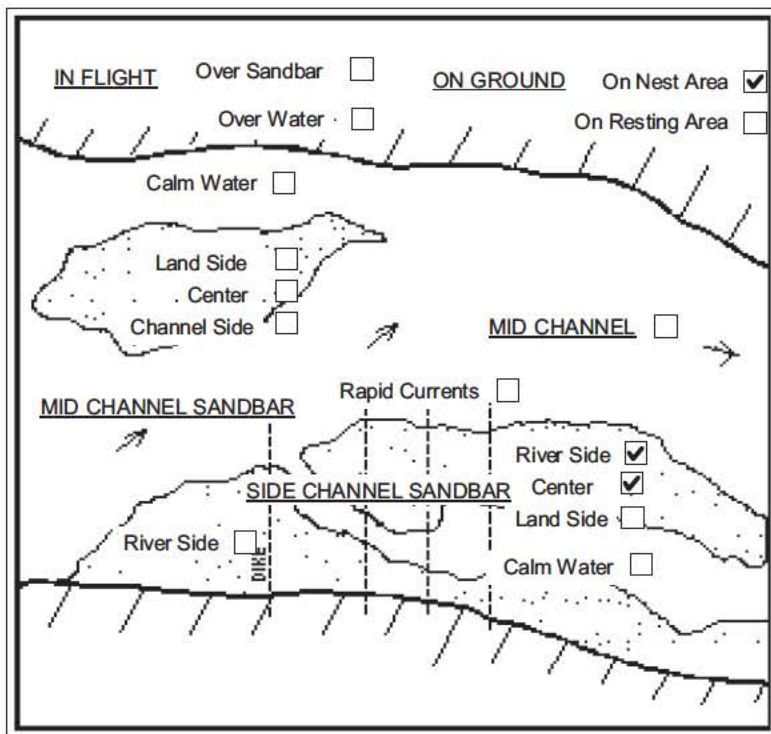 IN FLIGHT Over Sandbar ON GROUND On Nest Area
Over Water On Resting Area
Calm Water
Land Side
Center
Channel Side
MID CHANNEL
Rapid Currents
MID CHANNEL SANDBAR
River Side
SIDE CHANNEL SANDBAR Center
Land Side
River Side
DIKE
Calm Water